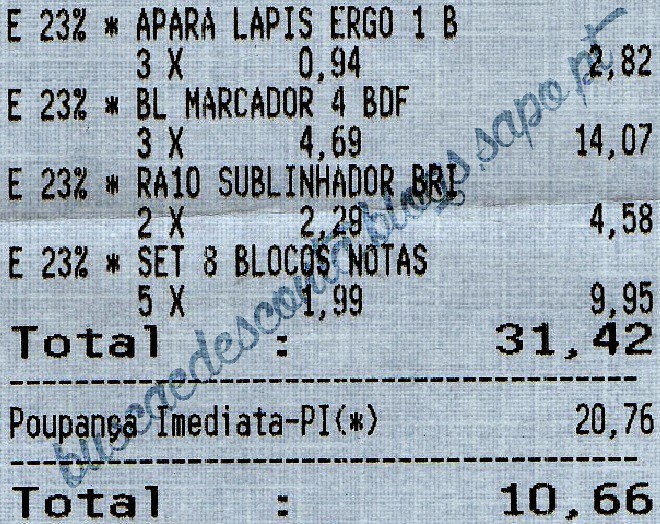 E 23% * APARA LAPIS ERGO 1 B
3 X 0,94 2,82
E 23% * BL MARCADOR 4 BDF
3 X 4,69 14,07
E 23% * RA10 SUBLINHADOR BRI
2 X 2,29 4,58
E 23% * SET 8 BLOCOS NOTAS
5 X 1,99 9,95
Total : 31,42
Poupança Imediata-PI(*) 20,76
Total : 10,66
buscaedesconta.blogs.sapo.pt